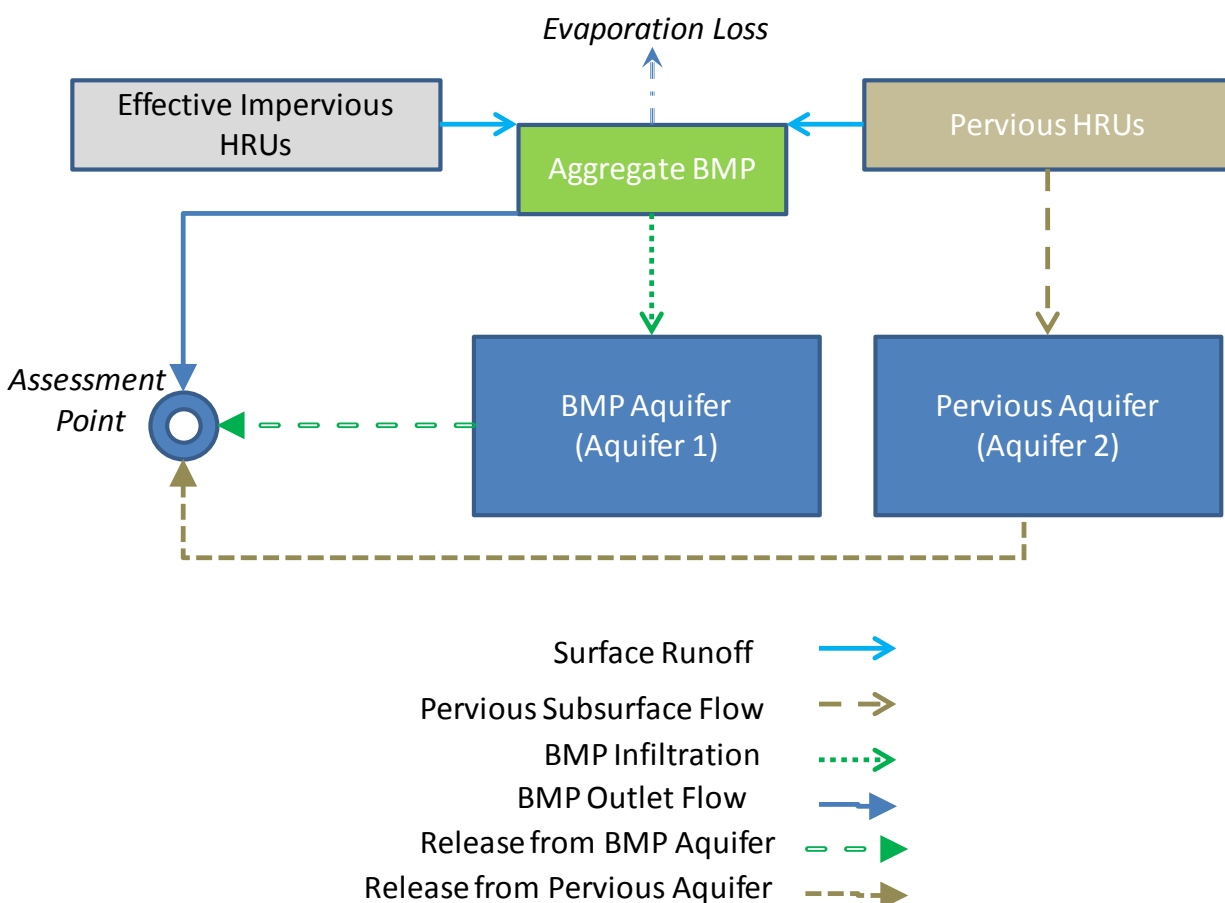 Evaporation Loss
Effective Impervious
HRUs
Aggregate BMP
Pervious HRUs
Assessment
Point
BMP Aquifer
(Aquifer 1)
Pervious Aquifer
(Aquifer 2)
Surface Runoff
Pervious Subsurface Flow
BMP Infiltration
BMP Outlet Flow
Release from BMP Aquifer
Release from Pervious Aquifer